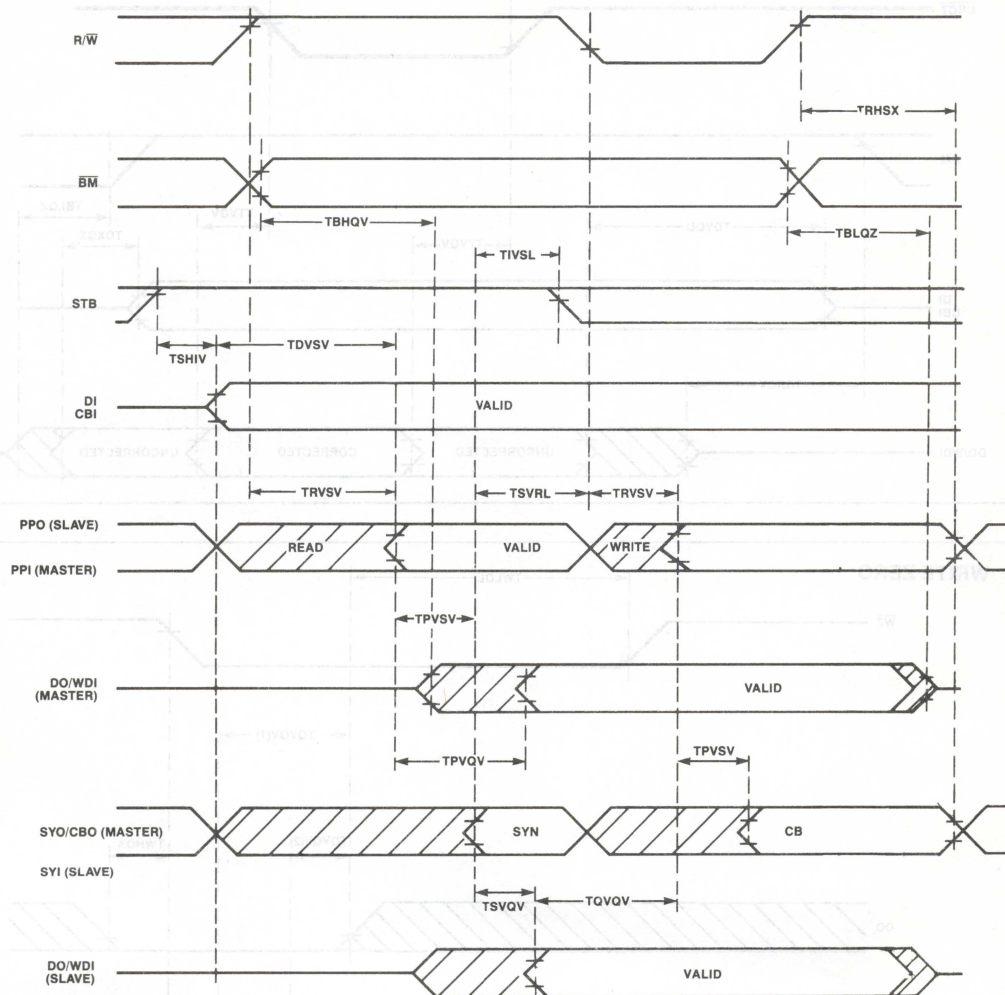 R/W̅
TRHSX
B̅M̅
TBHQV
TBLQZ
TIVSL
STB
TSHIV
TDVSV
DI
CBI
VALID
TRVSV
TSVRL
TRVSV
PPO (SLAVE)
READ
VALID
WRITE
PPI (MASTER)
TPVSV
DO/WDI
(MASTER)
VALID
TPVQV
TPVSV
SYO/CBO (MASTER)
SYN
CB
SYI (SLAVE)
TSVQV
TQVQV
DO/WDI
(SLAVE)
VALID